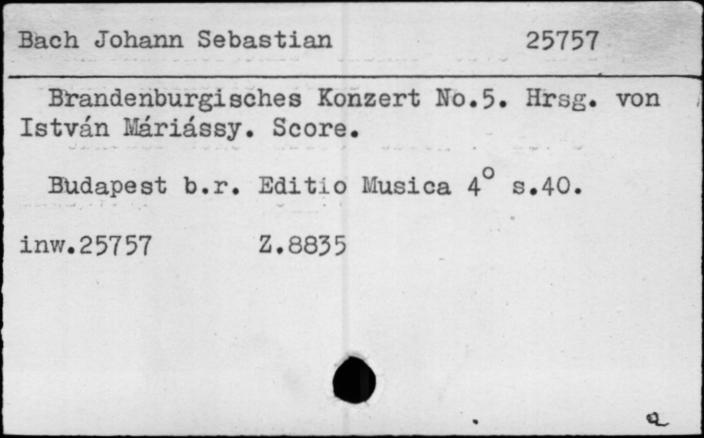 Bach Johann Sebastian 25757
Brandenburgisches Konzert No.5. Hrsg. von
István Máriássy. Score.
Budapest b.r. Editio Musica 4° s.40.
inw.25757 Z.8835
a